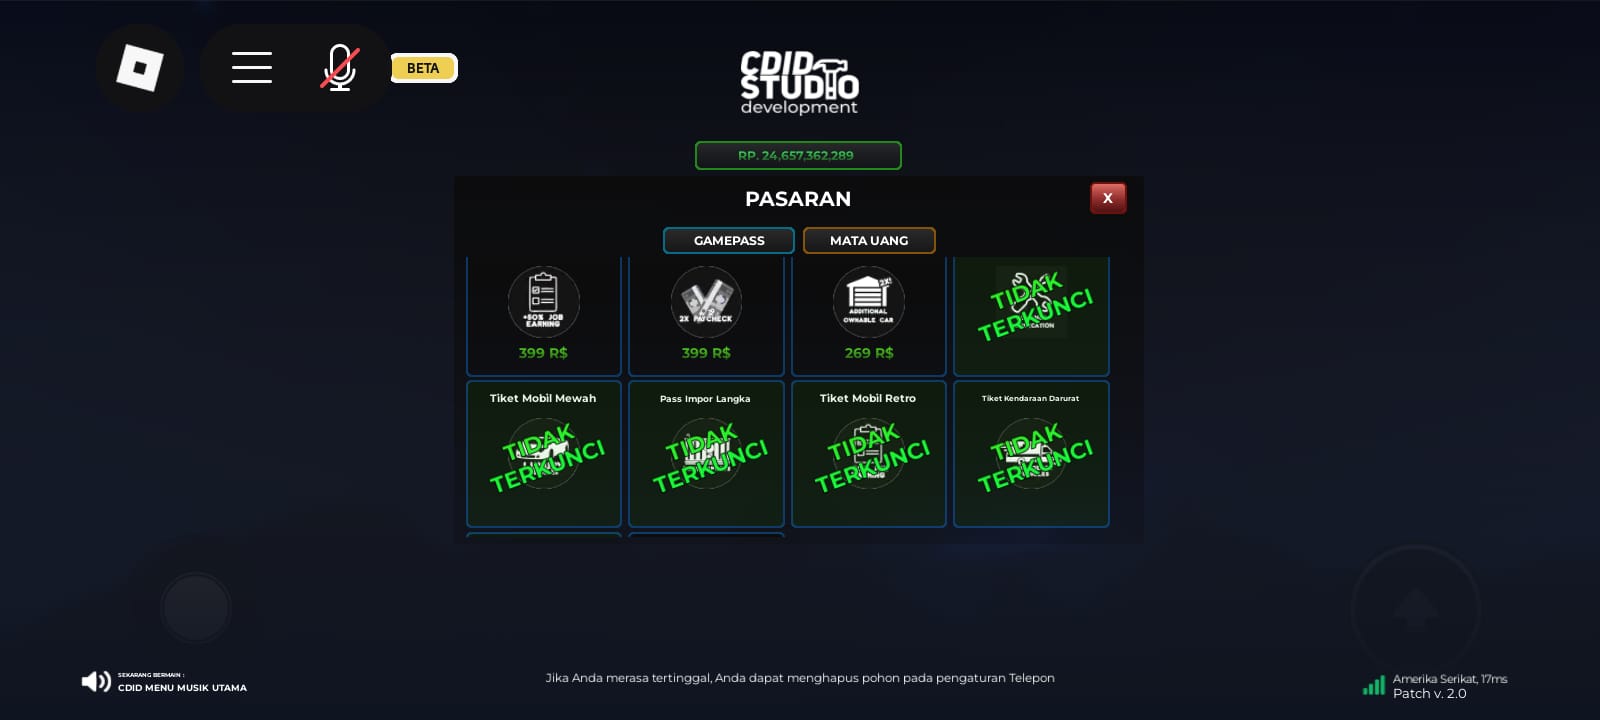 BETA
CDID
STUDIO
development
RP. 24,657,362,289
PASARAN
X
GAMEPASS
MATA UANG
+50% JOB
EARNING
399 R$
2X PAYCHECK
399 R$
2X!
ADDITIONAL
OWNABLE CAR
269 R$
TIDAK
TERKUNCI
Tiket Mobil Mewah
TIDAK
TERKUNCI
Pass Impor Langka
TIDAK
TERKUNCI
Tiket Mobil Retro
TIDAK
TERKUNCI
Tiket Kendaraan Darurat
TIDAK
TERKUNCI
SEKARANG BERMAIN :
CDID MENU MUSIK UTAMA
Jika Anda merasa tertinggal, Anda dapat menghapus pohon pada pengaturan Telepon
Amerika Serikat, 17ms
Patch v. 2.0